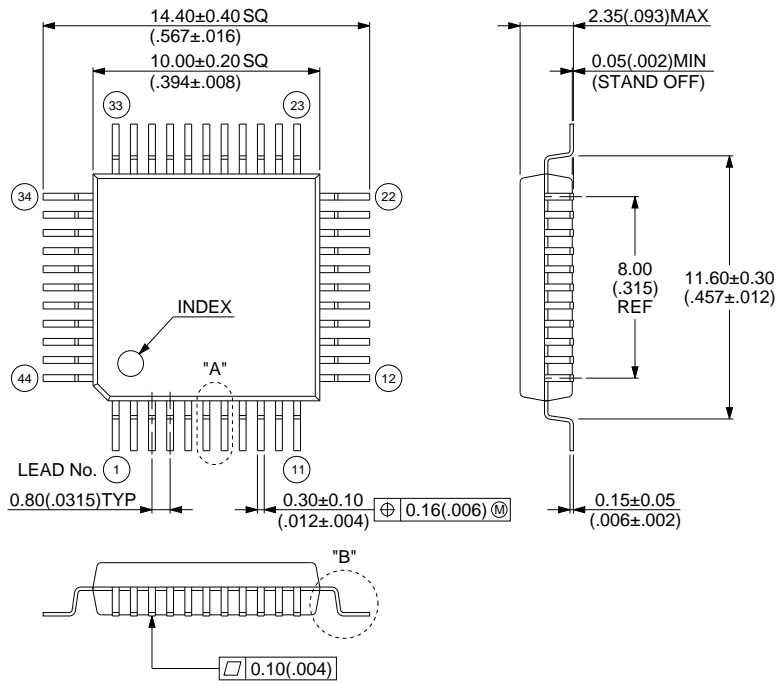 14.40±0.40 SQ
(.567±.016)
10.00±0.20 SQ
(.394±.008)
2.35(.093)MAX
0.05(.002)MIN
(STAND OFF)
33
23
34
22
INDEX
8.00
(.315)
REF
11.60±0.30
(.457±.012)
44
"A"
12
LEAD No.
1
11
0.80(.0315)TYP
0.30±0.10
(.012±.004)
⌖ 0.16(.006) Ⓜ
0.15±0.05
(.006±.002)
"B"
0.10(.004)